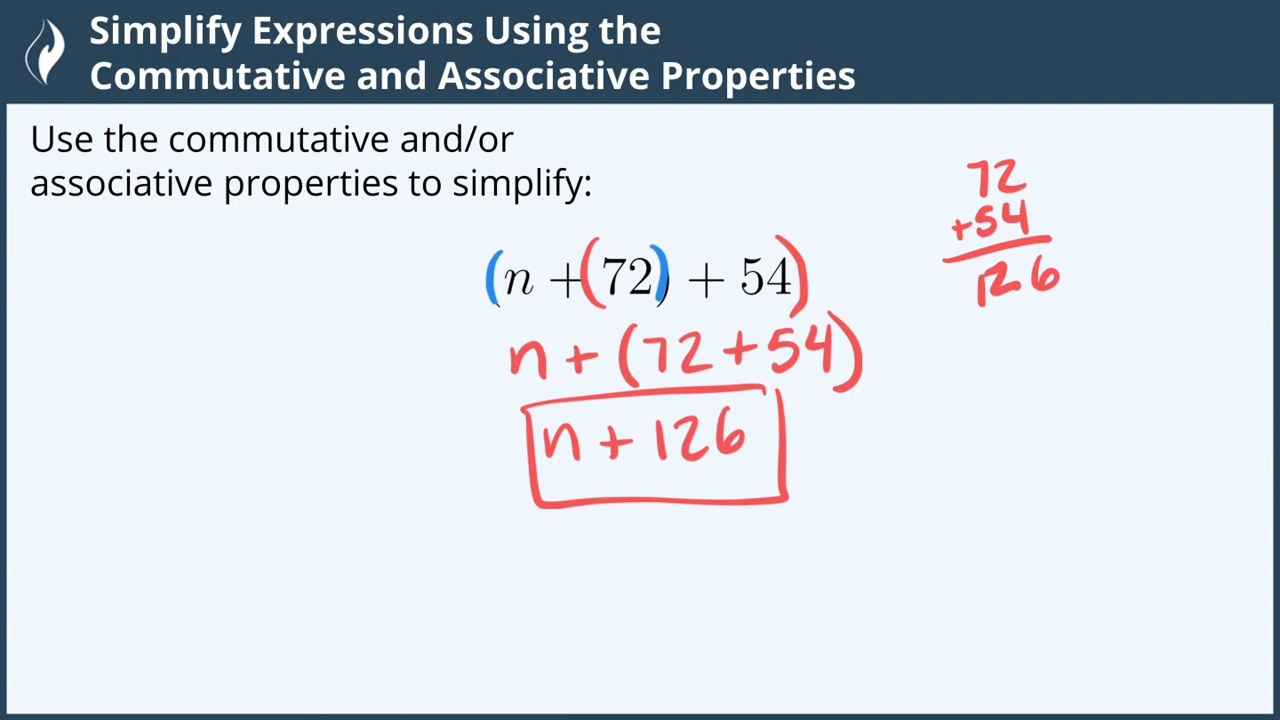 Simplify Expressions Using the
Commutative and Associative Properties
Use the commutative and/or
associative properties to simplify:
72
+54
126
(n + (72) + 54)
n + (72 + 54)
n + 126